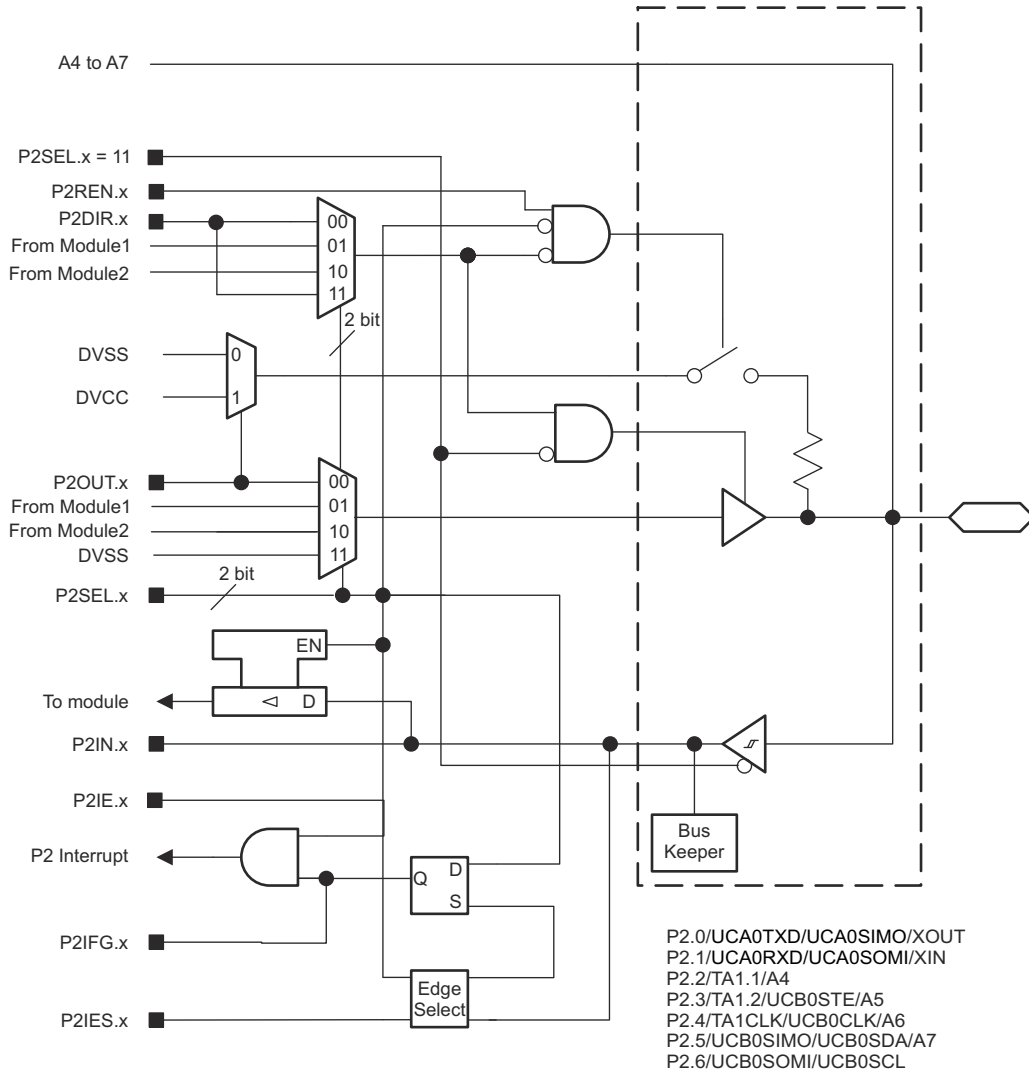 A4 to A7
P2SEL.x = 11
P2REN.x
P2DIR.x
From Module1
From Module2
00
01
10
11
2 bit
DVSS
DVCC
0
1
P2OUT.x
From Module1
From Module2
DVSS
00
01
10
11
P2SEL.x
2 bit
EN
To module
D
P2IN.x
P2IE.x
Bus
Keeper
P2 Interrupt
Q
D
S
P2IFG.x
Edge
Select
P2IES.x
P2.0/UCA0TXD/UCA0SIMO/XOUT
P2.1/UCA0RXD/UCA0SOMI/XIN
P2.2/TA1.1/A4
P2.3/TA1.2/UCB0STE/A5
P2.4/TA1CLK/UCB0CLK/A6
P2.5/UCB0SIMO/UCB0SDA/A7
P2.6/UCB0SOMI/UCB0SCL